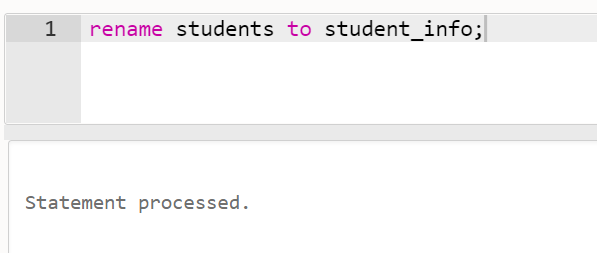 1 rename students to student_info;
Statement processed.